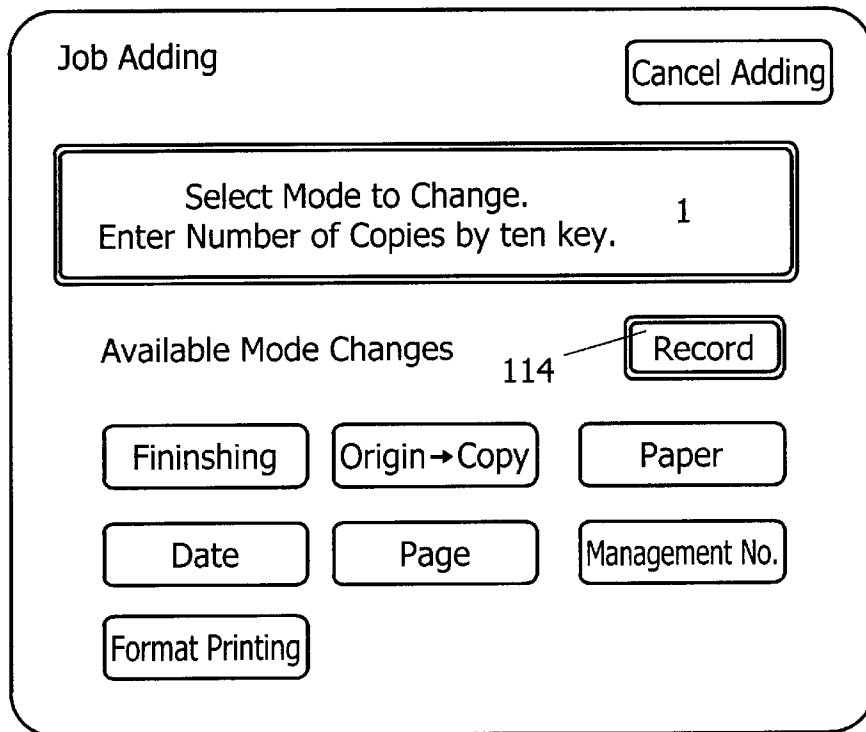 Job Adding
Cancel Adding
Select Mode to Change.
1
Enter Number of Copies by ten key.
Available Mode Changes
114
Record
Fininshing
Origin→Copy
Paper
Date
Page
Management No.
Format Printing